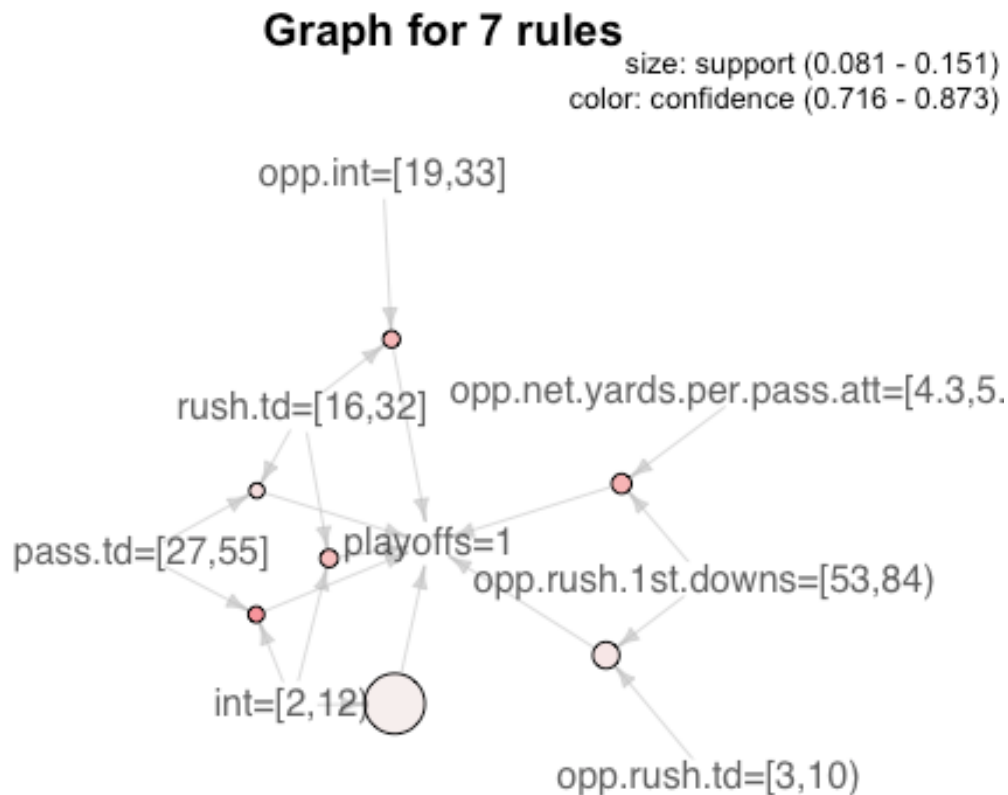 Graph for 7 rules
size: support (0.081 - 0.151)
color: confidence (0.716 - 0.873)
opp.int=[19,33]
opp.net.yards.per.pass.att=[4.3,5.
rush.td=[16,32]
playoffs=1
pass.td=[27,55]
opp.rush.1st.downs=[53,84)
int=[2,12)
opp.rush.td=[3,10)